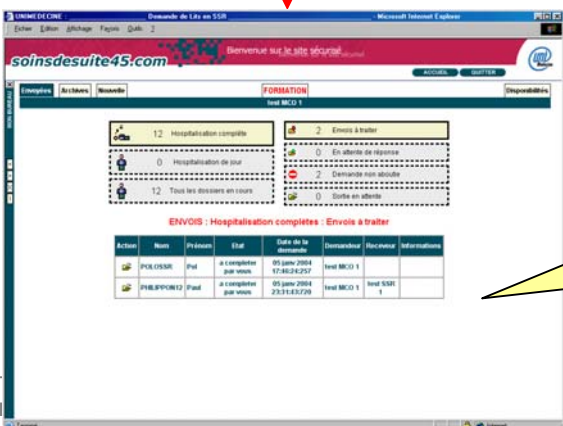 UNIMEDECINE : Demande de Lits en SSR - Microsoft Internet Explorer
Fichier Edition Affichage Favoris Outils ?
soinsdesuite45.com
Bienvenue sur le site sécurisé
ACCUEIL QUITTER
Envoyées Archives Nouvelle FORMATION Disponibilités
test MCO 1
MON BUREAU
12 Hospitalisation complète
0 Hospitalisation de jour
12 Tous les dossiers en cours
2 Envois à traiter
0 En attente de réponse
2 Demande non aboutie
0 Sortie en attente
ENVOIS : Hospitalisation complètes : Envois à traiter
Action Nom Prénom Etat Date de la demande Demandeur Receveur Informations
POLOSSR Pol a completer par vous 05 janv 2004 17:46:24:257 test MCO 1
PHILIPPON12 Paul a completer par vous 05 janv 2004 23:31:43:720 test MCO 1 test SSR 1
Internet